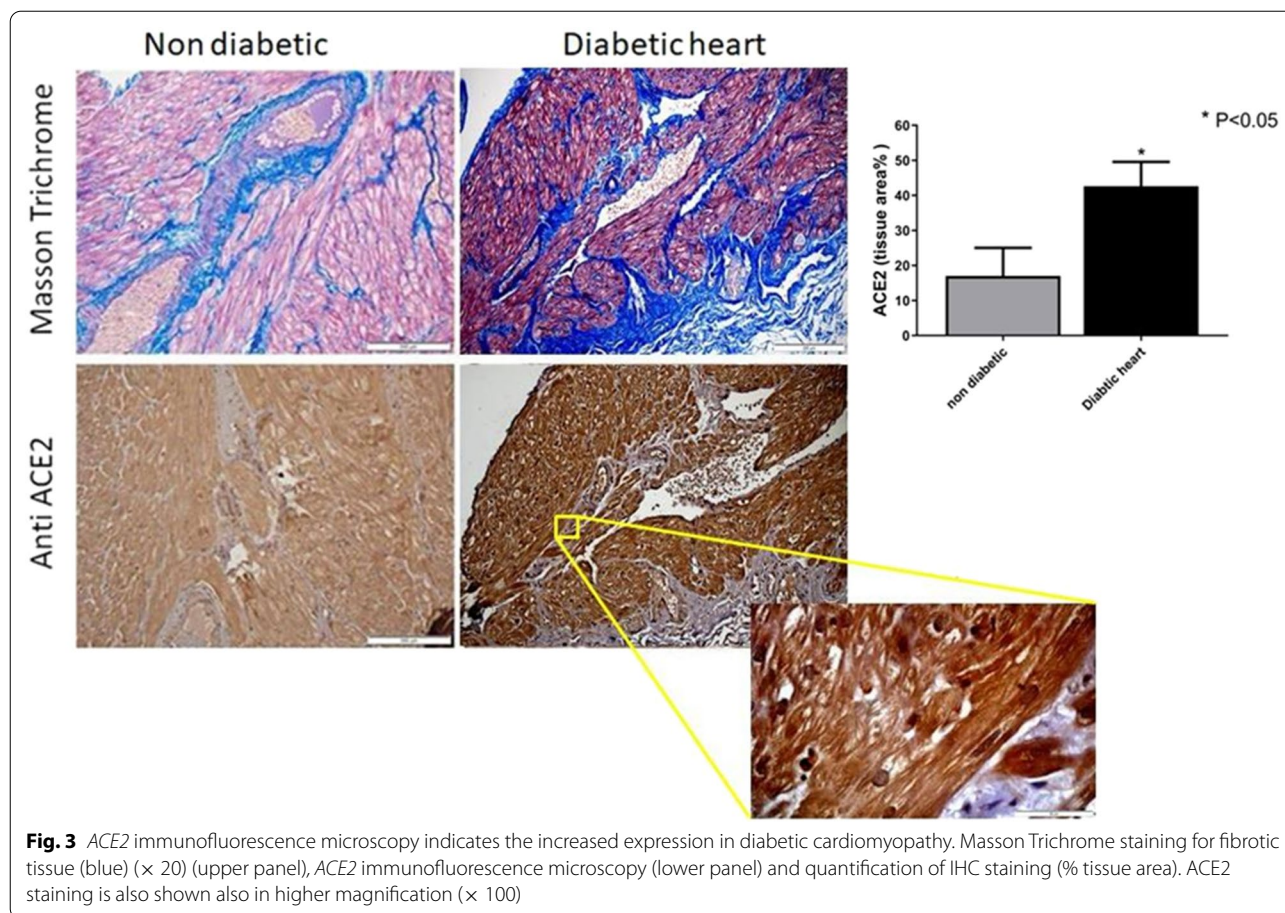 Non diabetic
Diabetic heart
Masson Trichrome
Anti ACE2
* P<0.05
ACE2 (tissue area% )
60
50
40
30
20
10
0
*
non diabetic
Diabtic heart
Fig. 3 ACE2 immunofluorescence microscopy indicates the increased expression in diabetic cardiomyopathy. Masson Trichrome staining for fibrotic
tissue (blue) (× 20) (upper panel), ACE2 immunofluorescence microscopy (lower panel) and quantification of IHC staining (% tissue area). ACE2
staining is also shown also in higher magnification (× 100)